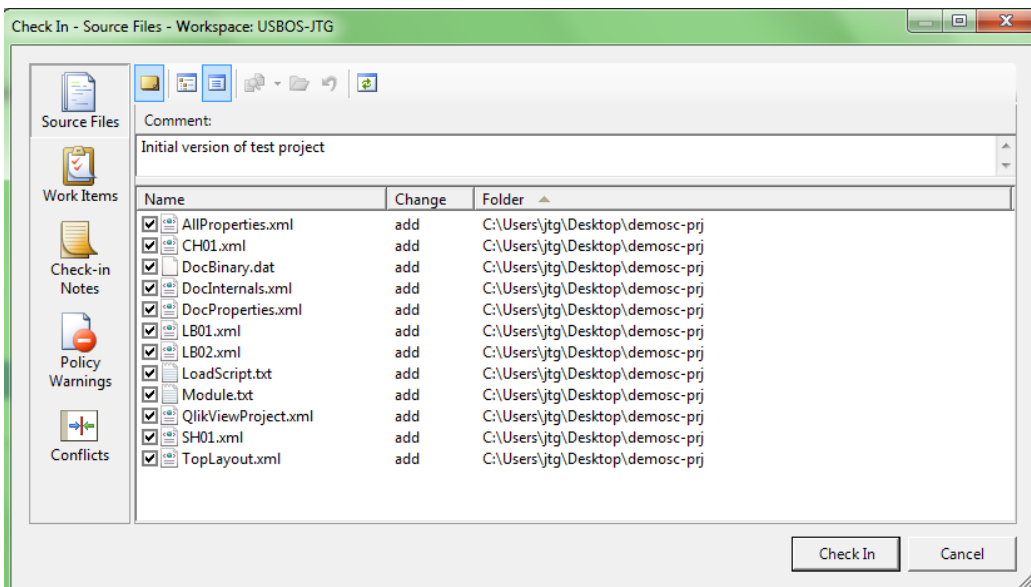 Check In - Source Files - Workspace: USBOS-JTG
Source Files
Work Items
Check-in
Notes
Policy
Warnings
Conflicts
Comment:
Initial version of test project
Name Change Folder
AllProperties.xml add C:\Users\jtg\Desktop\demosc-prj
CH01.xml add C:\Users\jtg\Desktop\demosc-prj
DocBinary.dat add C:\Users\jtg\Desktop\demosc-prj
DocInternals.xml add C:\Users\jtg\Desktop\demosc-prj
DocProperties.xml add C:\Users\jtg\Desktop\demosc-prj
LB01.xml add C:\Users\jtg\Desktop\demosc-prj
LB02.xml add C:\Users\jtg\Desktop\demosc-prj
LoadScript.txt add C:\Users\jtg\Desktop\demosc-prj
Module.txt add C:\Users\jtg\Desktop\demosc-prj
QlikViewProject.xml add C:\Users\jtg\Desktop\demosc-prj
SH01.xml add C:\Users\jtg\Desktop\demosc-prj
TopLayout.xml add C:\Users\jtg\Desktop\demosc-prj
Check In Cancel